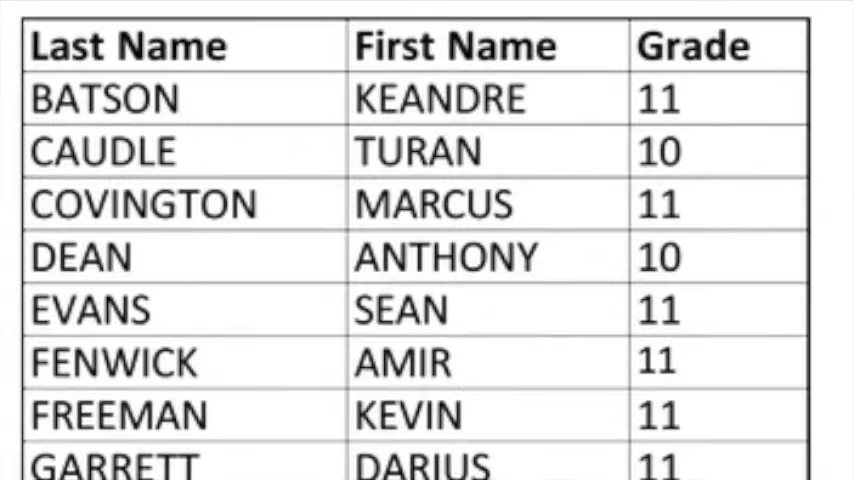 Last Name First Name Grade
BATSON KEANDRE 11
CAUDLE TURAN 10
COVINGTON MARCUS 11
DEAN ANTHONY 10
EVANS SEAN 11
FENWICK AMIR 11
FREEMAN KEVIN 11
GARRETT DARIUS 11